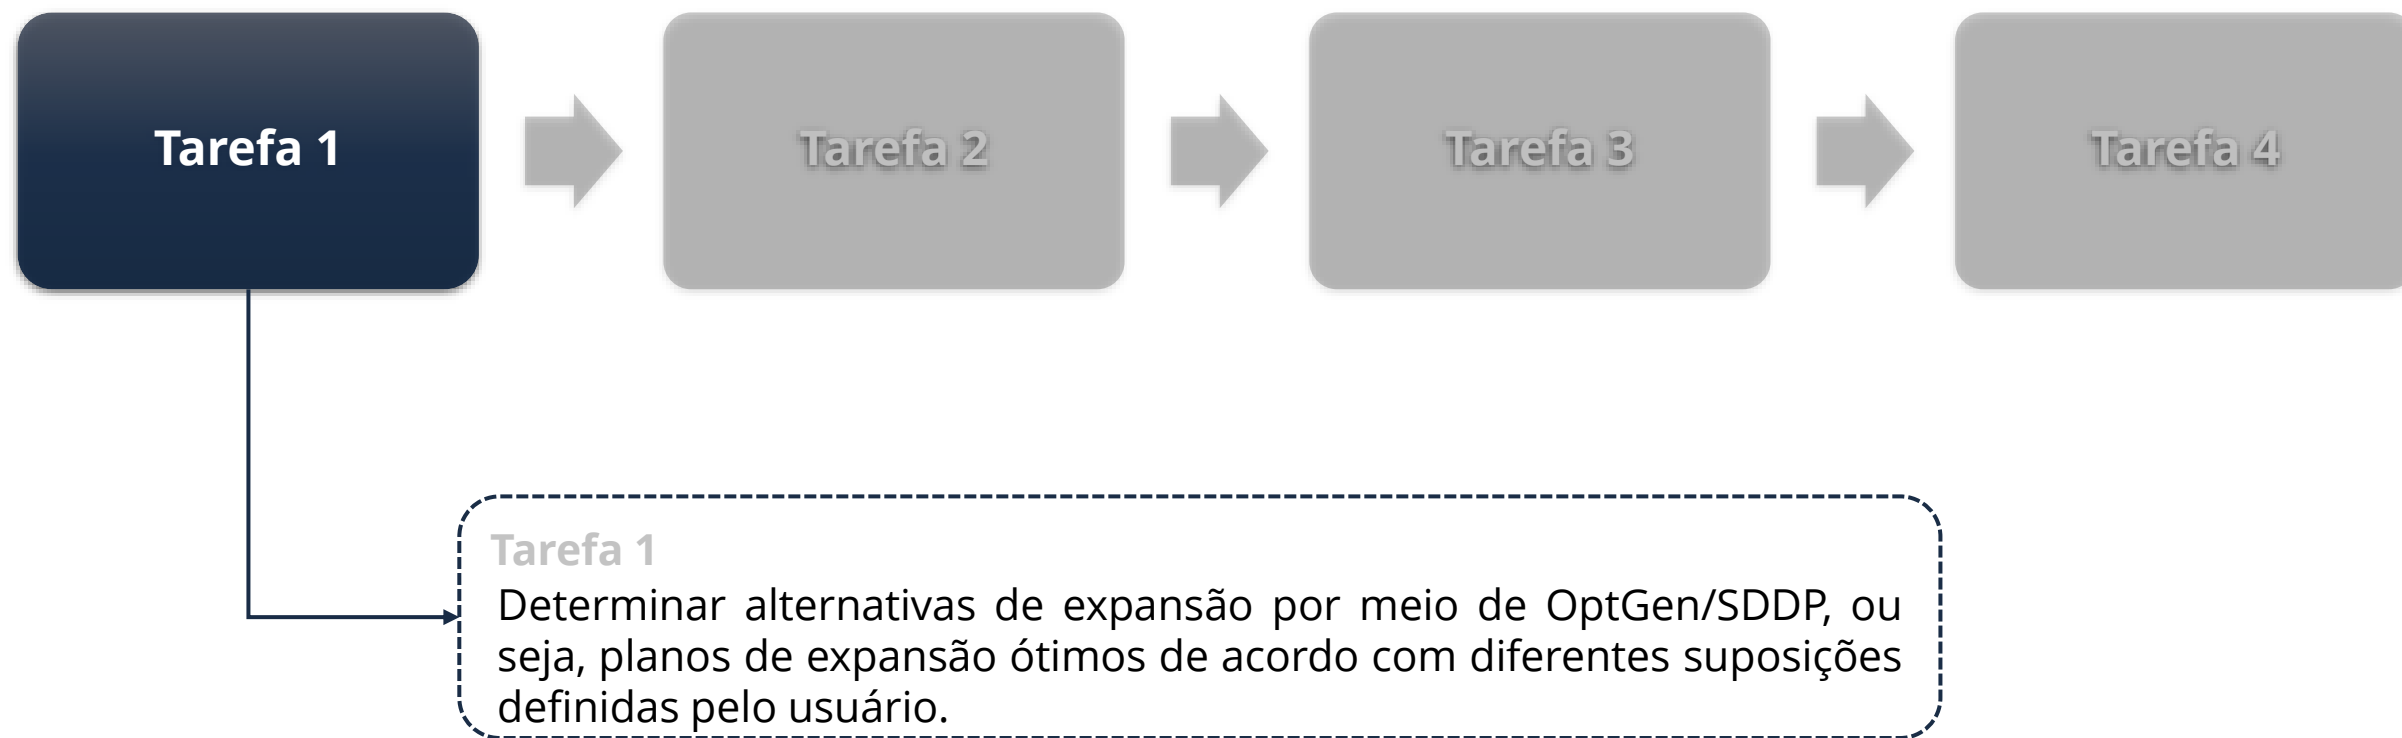 Tarefa 1
Tarefa 2
Tarefa 3
Tarefa 4
Tarefa 1
Determinar alternativas de expansão por meio de OptGen/SDDP, ou
seja, planos de expansão ótimos de acordo com diferentes suposições
definidas pelo usuário.